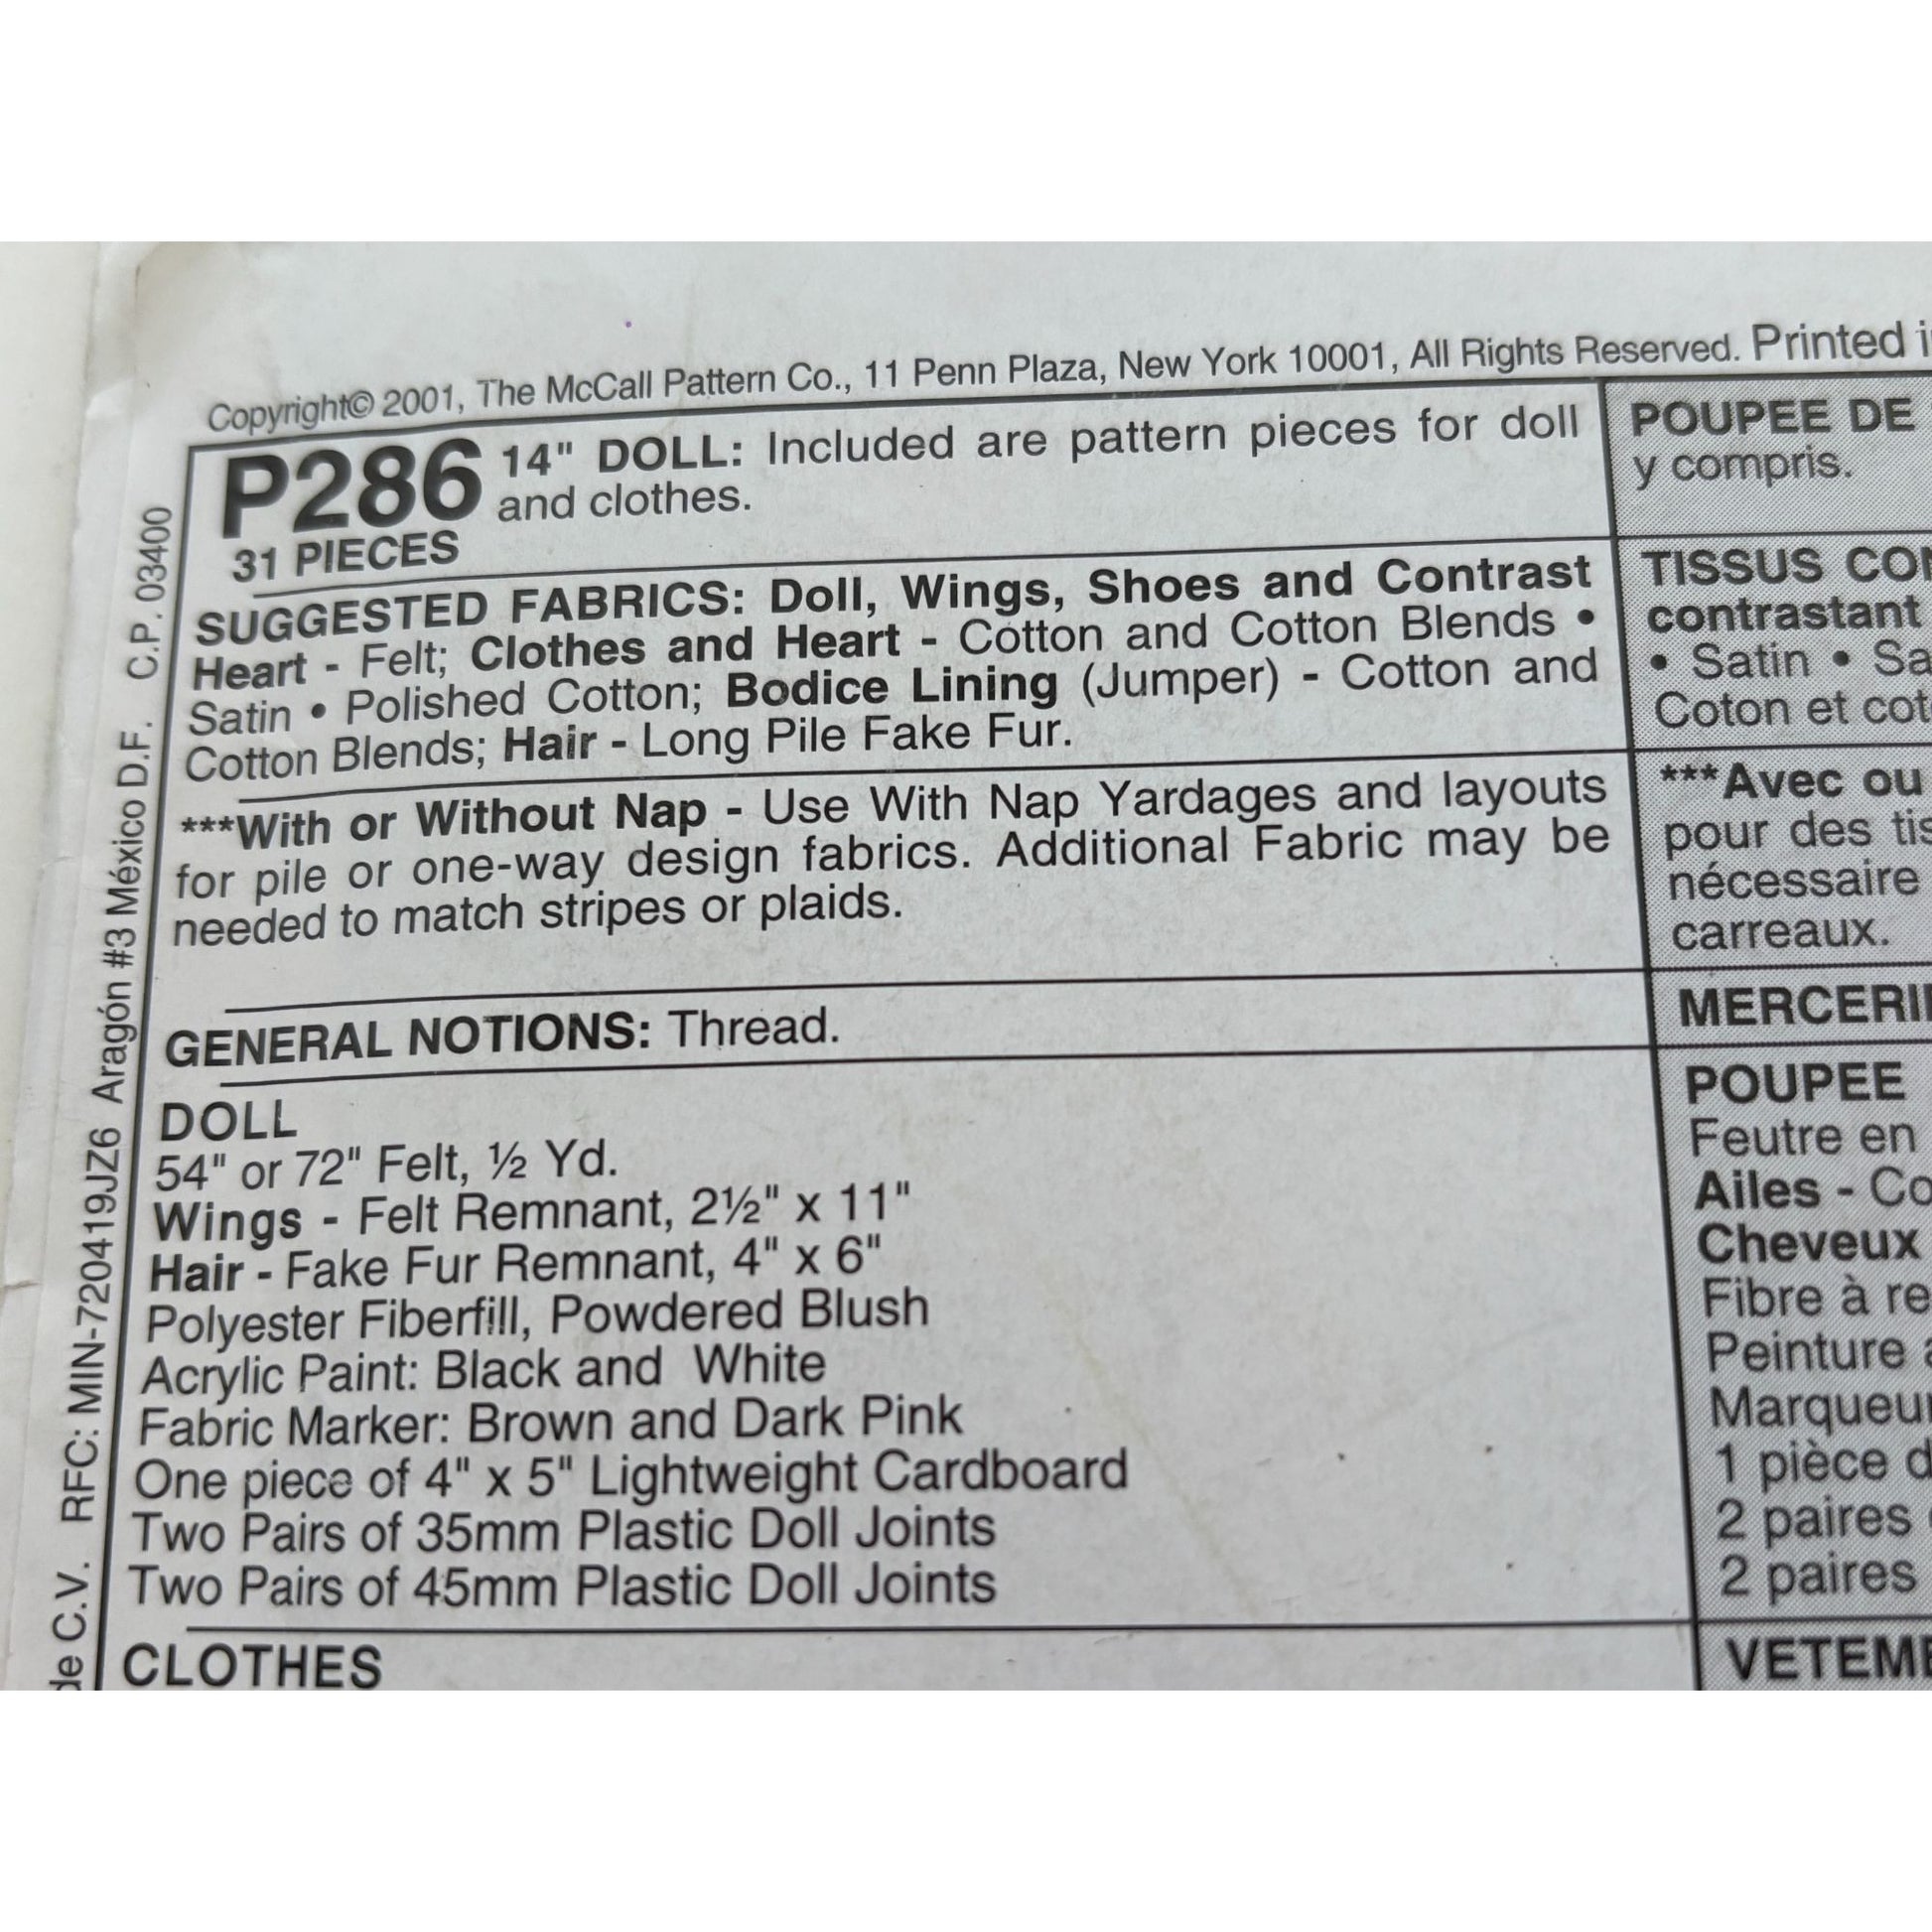 Copyright© 2001, The McCall Pattern Co., 11 Penn Plaza, New York 10001, All Rights Reserved. Printed
P286 14" DOLL: Included are pattern pieces for doll
and clothes.
31 PIECES
SUGGESTED FABRICS: Doll, Wings, Shoes and Contrast
Heart - Felt; Clothes and Heart - Cotton and Cotton Blends •
Satin • Polished Cotton; Bodice Lining (Jumper) - Cotton and
Cotton Blends; Hair - Long Pile Fake Fur.
***With or Without Nap - Use With Nap Yardages and layouts
for pile or one-way design fabrics. Additional Fabric may be
needed to match stripes or plaids.
GENERAL NOTIONS: Thread.
DOLL
54" or 72" Felt, ½ Yd.
Wings - Felt Remnant, 2½" x 11"
Hair - Fake Fur Remnant, 4" x 6"
Polyester Fiberfill, Powdered Blush
Acrylic Paint: Black and White
Fabric Marker: Brown and Dark Pink
One piece of 4" x 5" Lightweight Cardboard
Two Pairs of 35mm Plastic Doll Joints
Two Pairs of 45mm Plastic Doll Joints
CLOTHES
POUPEE DE
y compris.
TISSUS
contrastant
• Satin •
Coton et
***Avec ou
pour des
nécessaire
carreaux.
POUPEE
Feutre en
Ailes -
Cheveux
Fibre à
Peinture
1 pièce
2 paires
2 paires
de C.V. RFC: MIN-720419JZ6 Aragón #3 México D.F. C.P. 03400